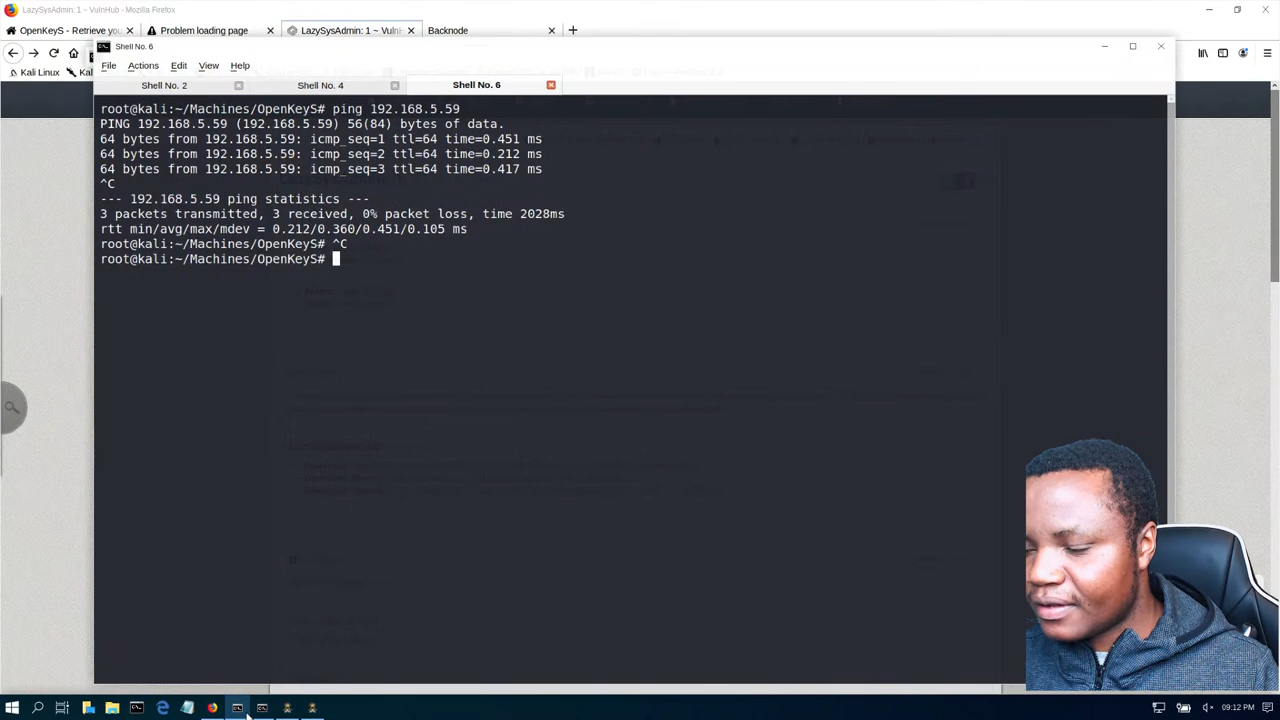 LazySysAdmin: 1 ~ VulnHub - Mozilla Firefox
OpenKeyS - Retrieve you
Problem loading page
LazySysAdmin: 1 ~ VulnH
Backnode
Shell No. 6
Kali Linux
Kal
File Actions Edit View Help
Shell No. 2
Shell No. 4
Shell No. 6
root@kali:~/Machines/OpenKeyS# ping 192.168.5.59
PING 192.168.5.59 (192.168.5.59) 56(84) bytes of data.
64 bytes from 192.168.5.59: icmp_seq=1 ttl=64 time=0.451 ms
64 bytes from 192.168.5.59: icmp_seq=2 ttl=64 time=0.212 ms
64 bytes from 192.168.5.59: icmp_seq=3 ttl=64 time=0.417 ms
^C
--- 192.168.5.59 ping statistics ---
3 packets transmitted, 3 received, 0% packet loss, time 2028ms
rtt min/avg/max/mdev = 0.212/0.360/0.451/0.105 ms
root@kali:~/Machines/OpenKeyS# ^C
root@kali:~/Machines/OpenKeyS#
09:12 PM